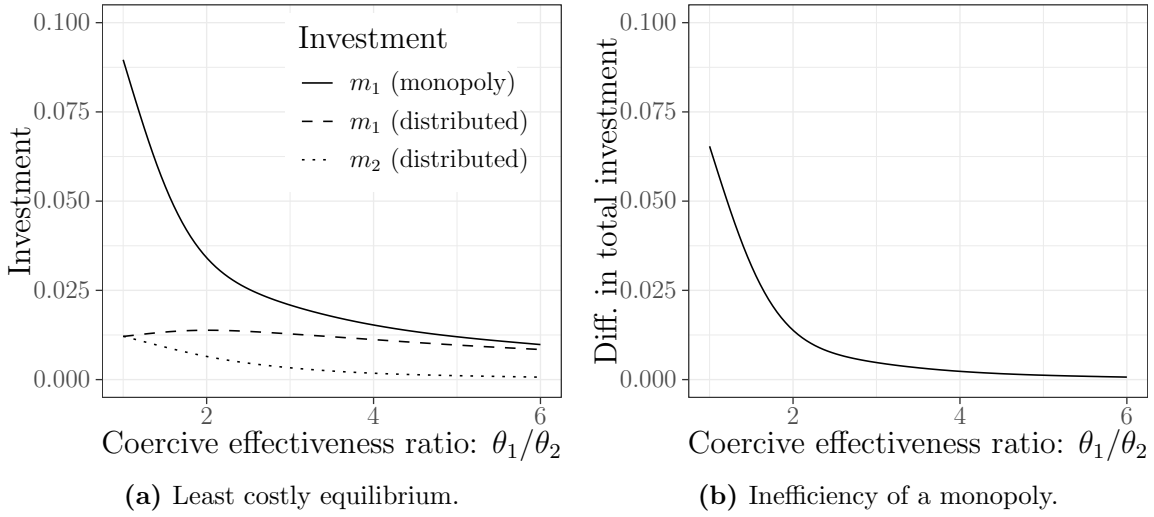 0.100
0.075
0.050
0.025
0.000
Investment
Investment
m₁ (monopoly)
m₁ (distributed)
m₂ (distributed)
2 4 6
Coercive effectiveness ratio: θ₁/θ₂
(a) Least costly equilibrium.
0.100
0.075
0.050
0.025
0.000
Diff. in total investment
2 4 6
Coercive effectiveness ratio: θ₁/θ₂
(b) Inefficiency of a monopoly.